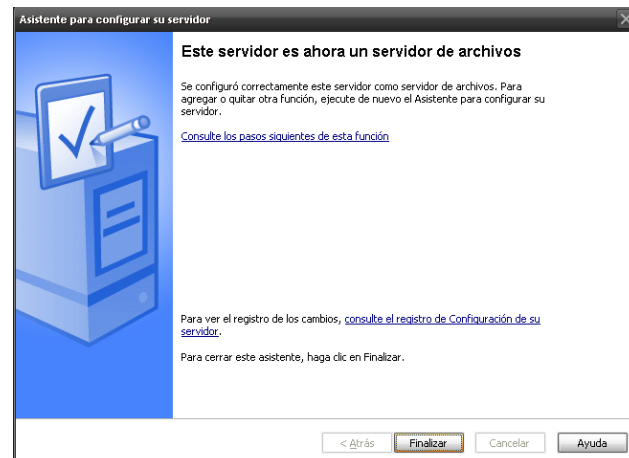 Asistente para configurar su servidor
Este servidor es ahora un servidor de archivos
Se configuró correctamente este servidor como servidor de archivos. Para
agregar o quitar otra función, ejecute de nuevo el Asistente para configurar su
servidor.
Consulte los pasos siguientes de esta función
Para ver el registro de los cambios, consulte el registro de Configuración de su
servidor.
Para cerrar este asistente, haga clic en Finalizar.
< Atrás Finalizar Cancelar Ayuda